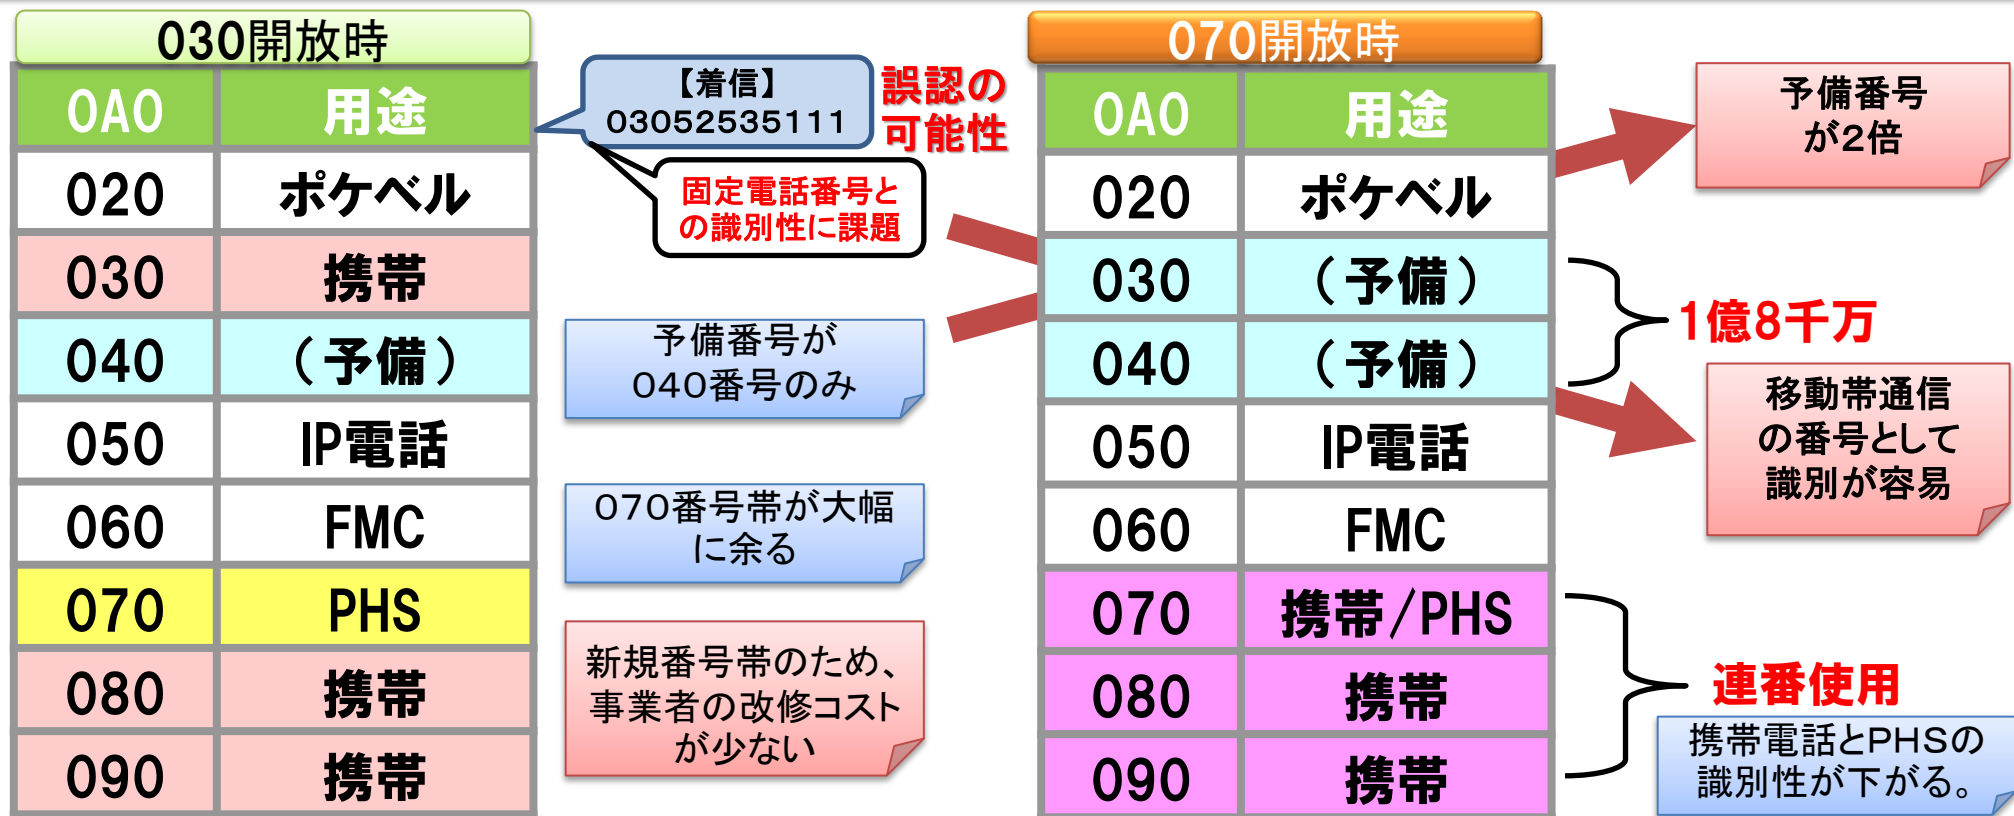 030開放時
0A0 用途
020 ポケベル
030 携帯
040 （予備）
050 IP電話
060 FMC
070 PHS
080 携帯
090 携帯
【着信】
03052535111
誤認の
可能性
固定電話番号と
の識別性に課題
予備番号が
040番号のみ
070番号帯が大幅
に余る
新規番号帯のため、
事業者の改修コスト
が少ない
070開放時
0A0 用途
020 ポケベル
030 （予備）
040 （予備）
050 IP電話
060 FMC
070 携帯/PHS
080 携帯
090 携帯
予備番号
が2倍
1億8千万
移動帯通信
の番号として
識別が容易
連番使用
携帯電話とPHSの
識別性が下がる。